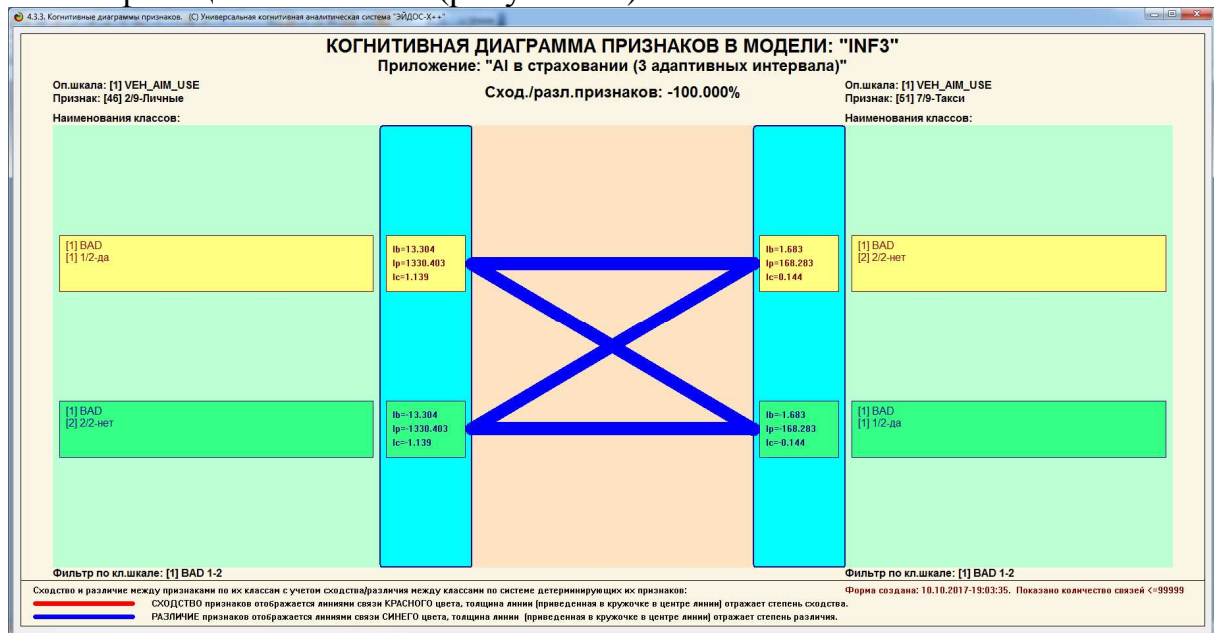 4.3.3. Когнитивные диаграммы признаков. (С) Универсальная когнитивная аналитическая система "ЭЙДОС-X++"
КОГНИТИВНАЯ ДИАГРАММА ПРИЗНАКОВ В МОДЕЛИ: "INF3"
Приложение: "AI в страховании (3 адаптивных интервала)"
Оп.шкала: [1] VEH_AIM_USE
Признак: [46] 2/9-Личные
Сход./разл.признаков: -100.000%
Оп.шкала: [1] VEH_AIM_USE
Признак: [51] 7/9-Такси
Наименования классов:
Наименования классов:
[1] BAD
[1] 1/2-да
Ib=13.304
Ip=1330.403
Ic=1.139
Ib=1.683
Ip=168.283
Ic=0.144
[1] BAD
[2] 2/2-нет
[1] BAD
[2] 2/2-нет
Ib=-13.304
Ip=-1330.403
Ic=-1.139
Ib=-1.683
Ip=-168.283
Ic=-0.144
[1] BAD
[1] 1/2-да
Фильтр по кл.шкале: [1] BAD 1-2
Фильтр по кл.шкале: [1] BAD 1-2
Сходство и различие между признаками по их классам с учетом сходства/различия между классами по системе детерминирующих их признаков:
Форма создана: 10.10.2017-19:03:35. Показано количество связей <=99999
СХОДСТВО признаков отображается линиями связи КРАСНОГО цвета, толщина линии (приведенная в кружочке в центре линии) отражает степень сходства.
РАЗЛИЧИЕ признаков отображается линиями связи СИНЕГО цвета, толщина линии (приведенная в кружочке в центре линии) отражает степень различия.